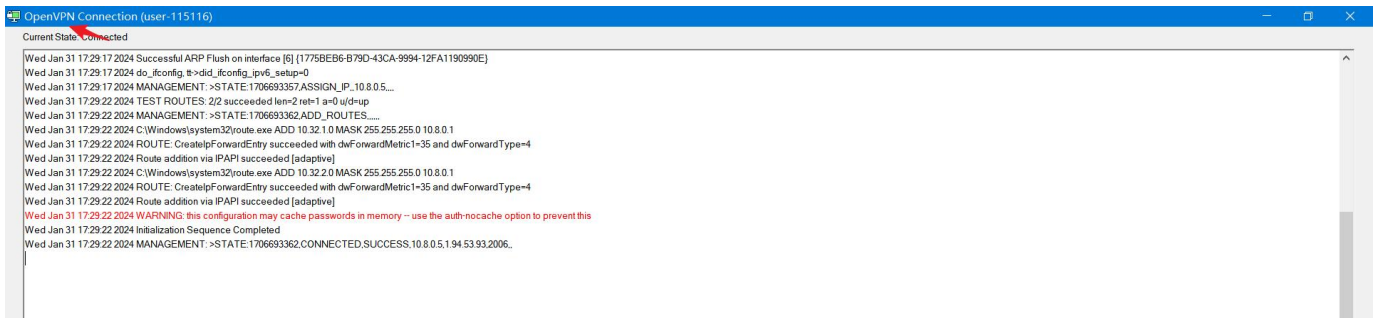 OpenVPN Connection (user-115116)
Current State: Connected
Wed Jan 31 17:29:17 2024 Successful ARP Flush on interface [6] {1775BEB6-B79D-43CA-9994-12FA1190990E}
Wed Jan 31 17:29:17 2024 do_ifconfig, tt->did_ifconfig_ipv6_setup=0
Wed Jan 31 17:29:17 2024 MANAGEMENT: >STATE:1706693357,ASSIGN_IP,,10.8.0.5,,,,
Wed Jan 31 17:29:22 2024 TEST ROUTES: 2/2 succeeded len=2 ret=1 a=0 u/d=up
Wed Jan 31 17:29:22 2024 MANAGEMENT: >STATE:1706693362,ADD_ROUTES,,,,,,
Wed Jan 31 17:29:22 2024 C:\Windows\system32\route.exe ADD 10.32.1.0 MASK 255.255.255.0 10.8.0.1
Wed Jan 31 17:29:22 2024 ROUTE: CreateIpForwardEntry succeeded with dwForwardMetric1=35 and dwForwardType=4
Wed Jan 31 17:29:22 2024 Route addition via IPAPI succeeded [adaptive]
Wed Jan 31 17:29:22 2024 C:\Windows\system32\route.exe ADD 10.32.2.0 MASK 255.255.255.0 10.8.0.1
Wed Jan 31 17:29:22 2024 ROUTE: CreateIpForwardEntry succeeded with dwForwardMetric1=35 and dwForwardType=4
Wed Jan 31 17:29:22 2024 Route addition via IPAPI succeeded [adaptive]
Wed Jan 31 17:29:22 2024 WARNING: this configuration may cache passwords in memory -- use the auth-nocache option to prevent this
Wed Jan 31 17:29:22 2024 Initialization Sequence Completed
Wed Jan 31 17:29:22 2024 MANAGEMENT: >STATE:1706693362,CONNECTED,SUCCESS,10.8.0.5,1.94.53.93,2006,,